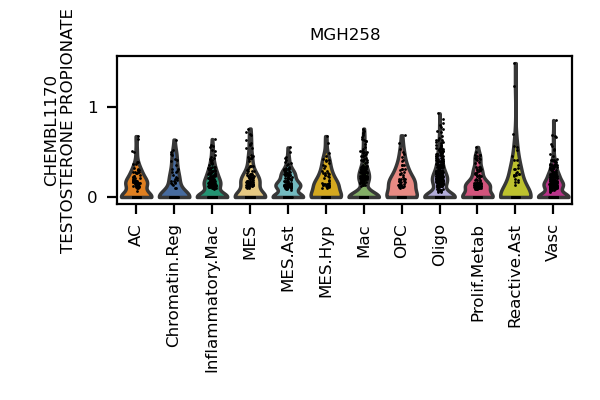 MGH258
CHEMBL1170
TESTOSTERONE PROPIONATE
1
0
AC
Chromatin.Reg
Inflammatory.Mac
MES
MES.Ast
MES.Hyp
Mac
OPC
Oligo
Prolif.Metab
Reactive.Ast
Vasc